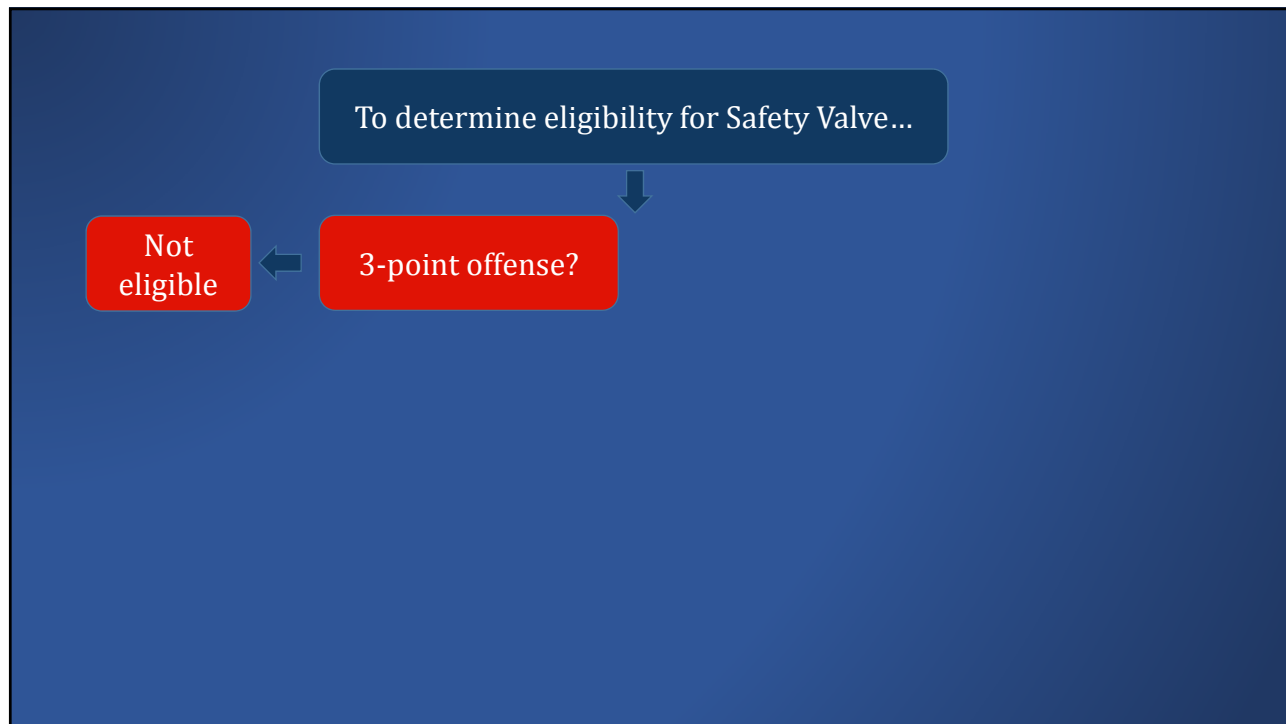 To determine eligibility for Safety Valve…
Not
eligible
3-point offense?